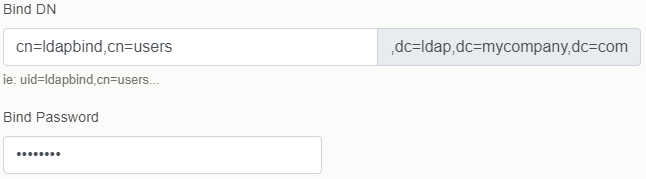 Bind DN
cn=ldapbind,cn=users ,dc=ldap,dc=mycompany,dc=com
ie: uid=ldapbind,cn=users...
Bind Password
••••••••